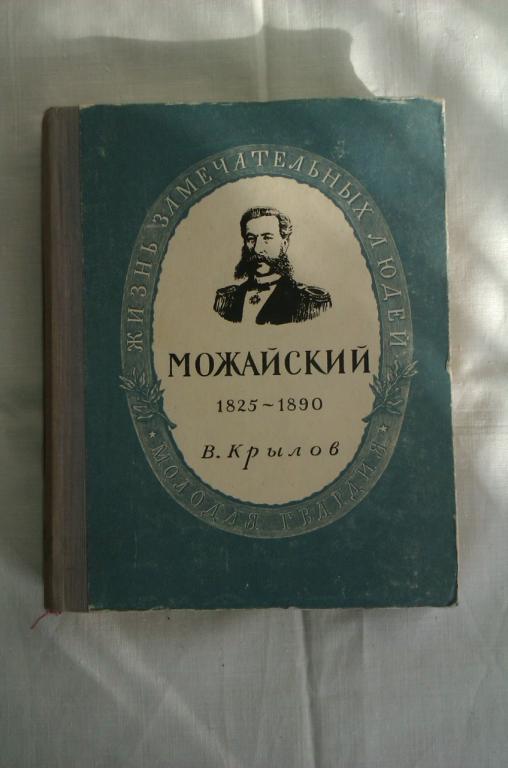 ЖИЗНЬ ЗАМЕЧАТЕЛЬНЫХ ЛЮДЕЙ
МОЖАЙСКИЙ
1825~1890
В. Крылов
МОЛОДАЯ ГВАРДИЯ